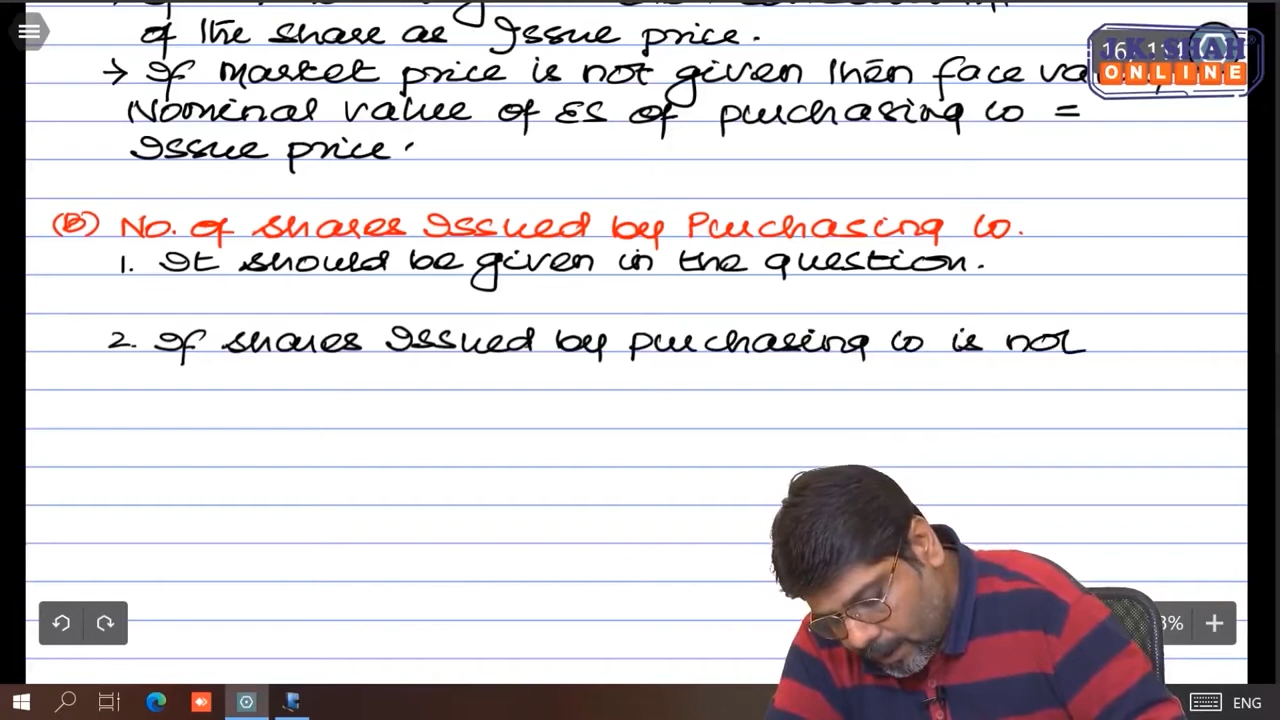 of the share as Issue price.
→ If Market price is not given then face va
Nominal value of ES of purchasing co =
Issue price.
(B) No. of shares Issued by Purchasing co.
1. It should be given in the question.
2. If shares Issued by purchasing co is not
J.K. SHAH
ONLINE
3%
ENG